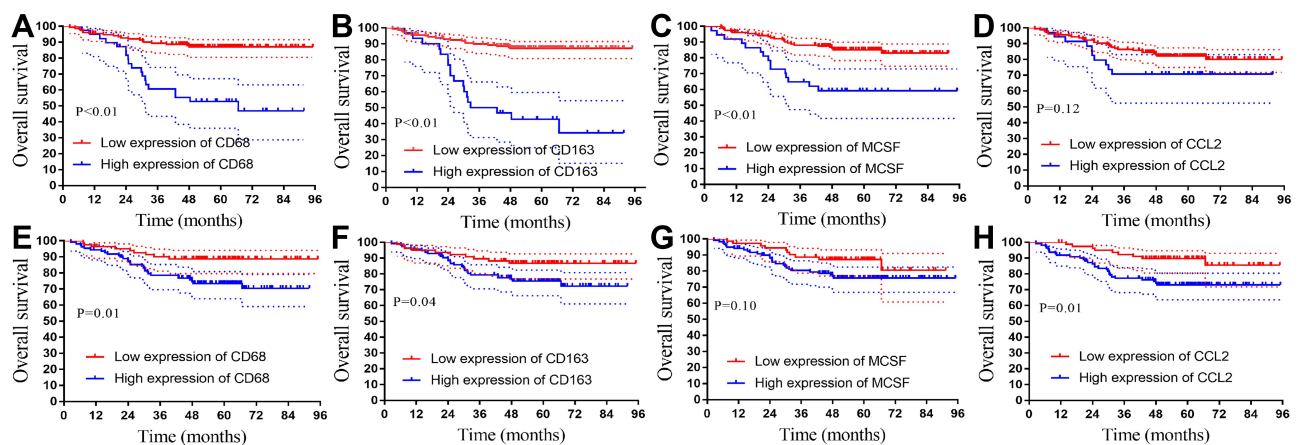 A
Overall survival
100
90
80
70
60
50
40
30
20
10
0
P<0.01
Low expression of CD68
High expression of CD68
0 12 24 36 48 60 72 84 96
Time (months)
B
Overall survival
100
90
80
70
60
50
40
30
20
10
0
P<0.01
Low expression of CD163
High expression of CD163
0 12 24 36 48 60 72 84 96
Time (months)
C
Overall survival
100
90
80
70
60
50
40
30
20
10
0
P<0.01
Low expression of MCSF
High expression of MCSF
0 12 24 36 48 60 72 84 96
Time (months)
D
Overall survival
100
90
80
70
60
50
40
30
20
10
0
P=0.12
Low expression of CCL2
High expression of CCL2
0 12 24 36 48 60 72 84 96
Time (months)
E
Overall survival
100
90
80
70
60
50
40
30
20
10
0
P=0.01
Low expression of CD68
High expression of CD68
0 12 24 36 48 60 72 84 96
Time (months)
F
Overall survival
100
90
80
70
60
50
40
30
20
10
0
P=0.04
Low expression of CD163
High expression of CD163
0 12 24 36 48 60 72 84 96
Time (months)
G
Overall survival
100
90
80
70
60
50
40
30
20
10
0
P=0.10
Low expression of MCSF
High expression of MCSF
0 12 24 36 48 60 72 84 96
Time (months)
H
Overall survival
100
90
80
70
60
50
40
30
20
10
0
P=0.01
Low expression of CCL2
High expression of CCL2
0 12 24 36 48 60 72 84 96
Time (months)